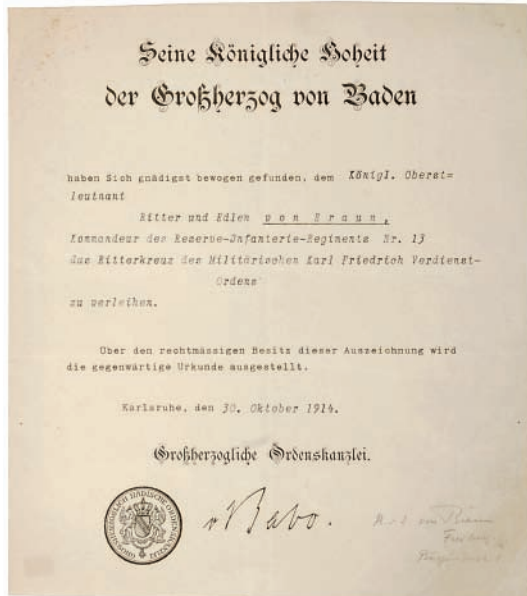 Seine Königliche Hoheit
der Großherzog von Baden
haben Sich gnädigst bewogen gefunden, dem Königl. Oberst=
leutnant
Ritter und Edlen von Braun,
Kommandeur des Reserve-Infanterie-Regiments Nr. 13
das Ritterkreuz des Militärischen Karl Friedrich Verdienst-
Ordens
zu verleihen.
Über den rechtmässigen Besitz dieser Auszeichnung wird
die gegenwärtige Urkunde ausgestellt.
Karlsruhe, den 30. Oktober 1914.
Großherzogliche Ordenskanzlei.
GROSSHERZOGLICH BADISCHE ORDENSKANZLEI
v Babo.